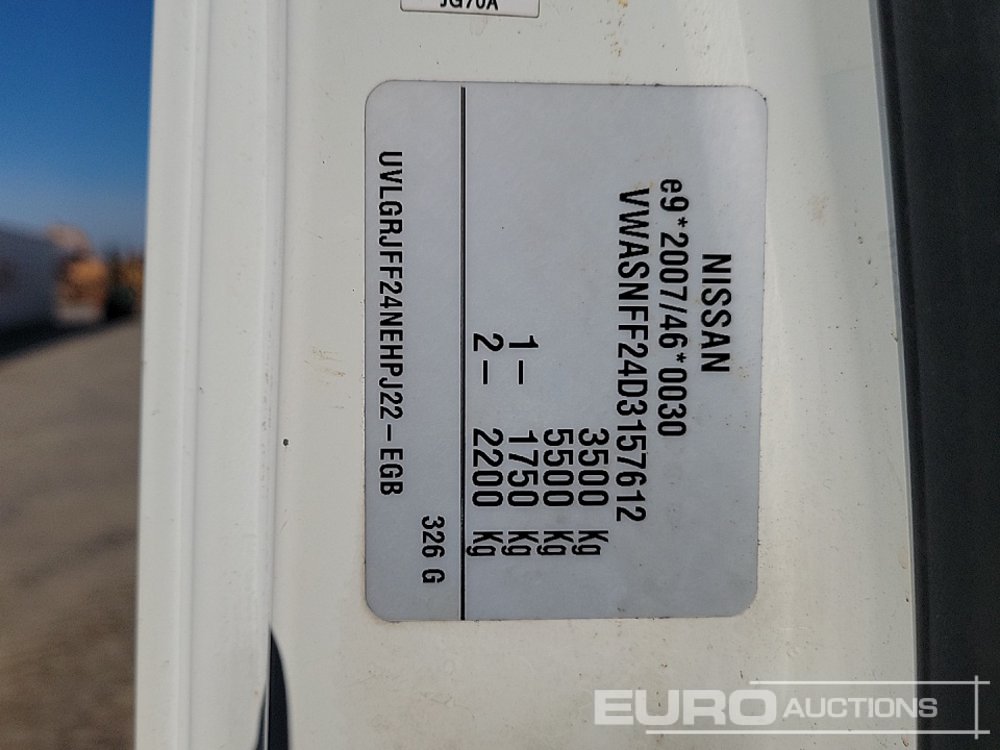 JG70A
NISSAN
e9*2007/46*0030
VWASNFF24D3157612
3500 Kg
5500 Kg
1- 1750 Kg
2- 2200 Kg
326 G
UVLGRJFF24NEHPJ22-EGB
EURO AUCTIONS